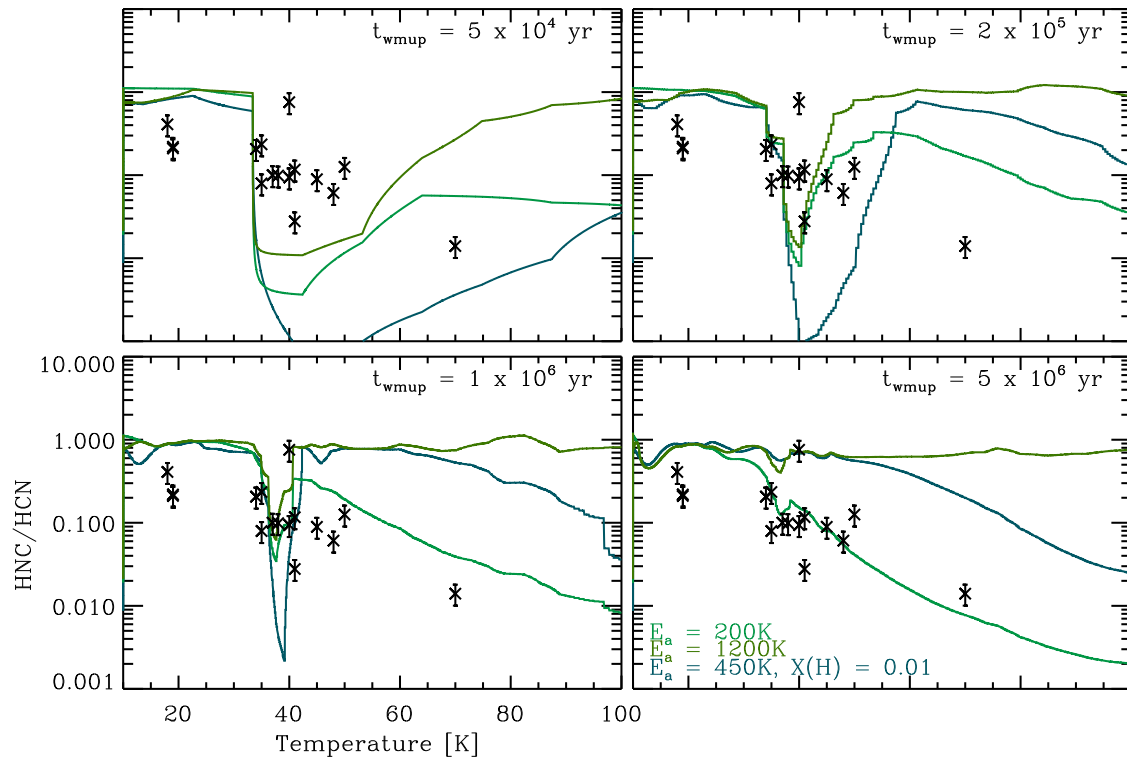 t_wmup = 5 x 10^4 yr
t_wmup = 2 x 10^5 yr
10.000
1.000
0.100
0.010
0.001
HNC/HCN
t_wmup = 1 x 10^6 yr
t_wmup = 5 x 10^6 yr
E_a = 200K
E_a = 1200K
E_a = 450K, X(H) = 0.01
20 40 60 80 100
Temperature [K]